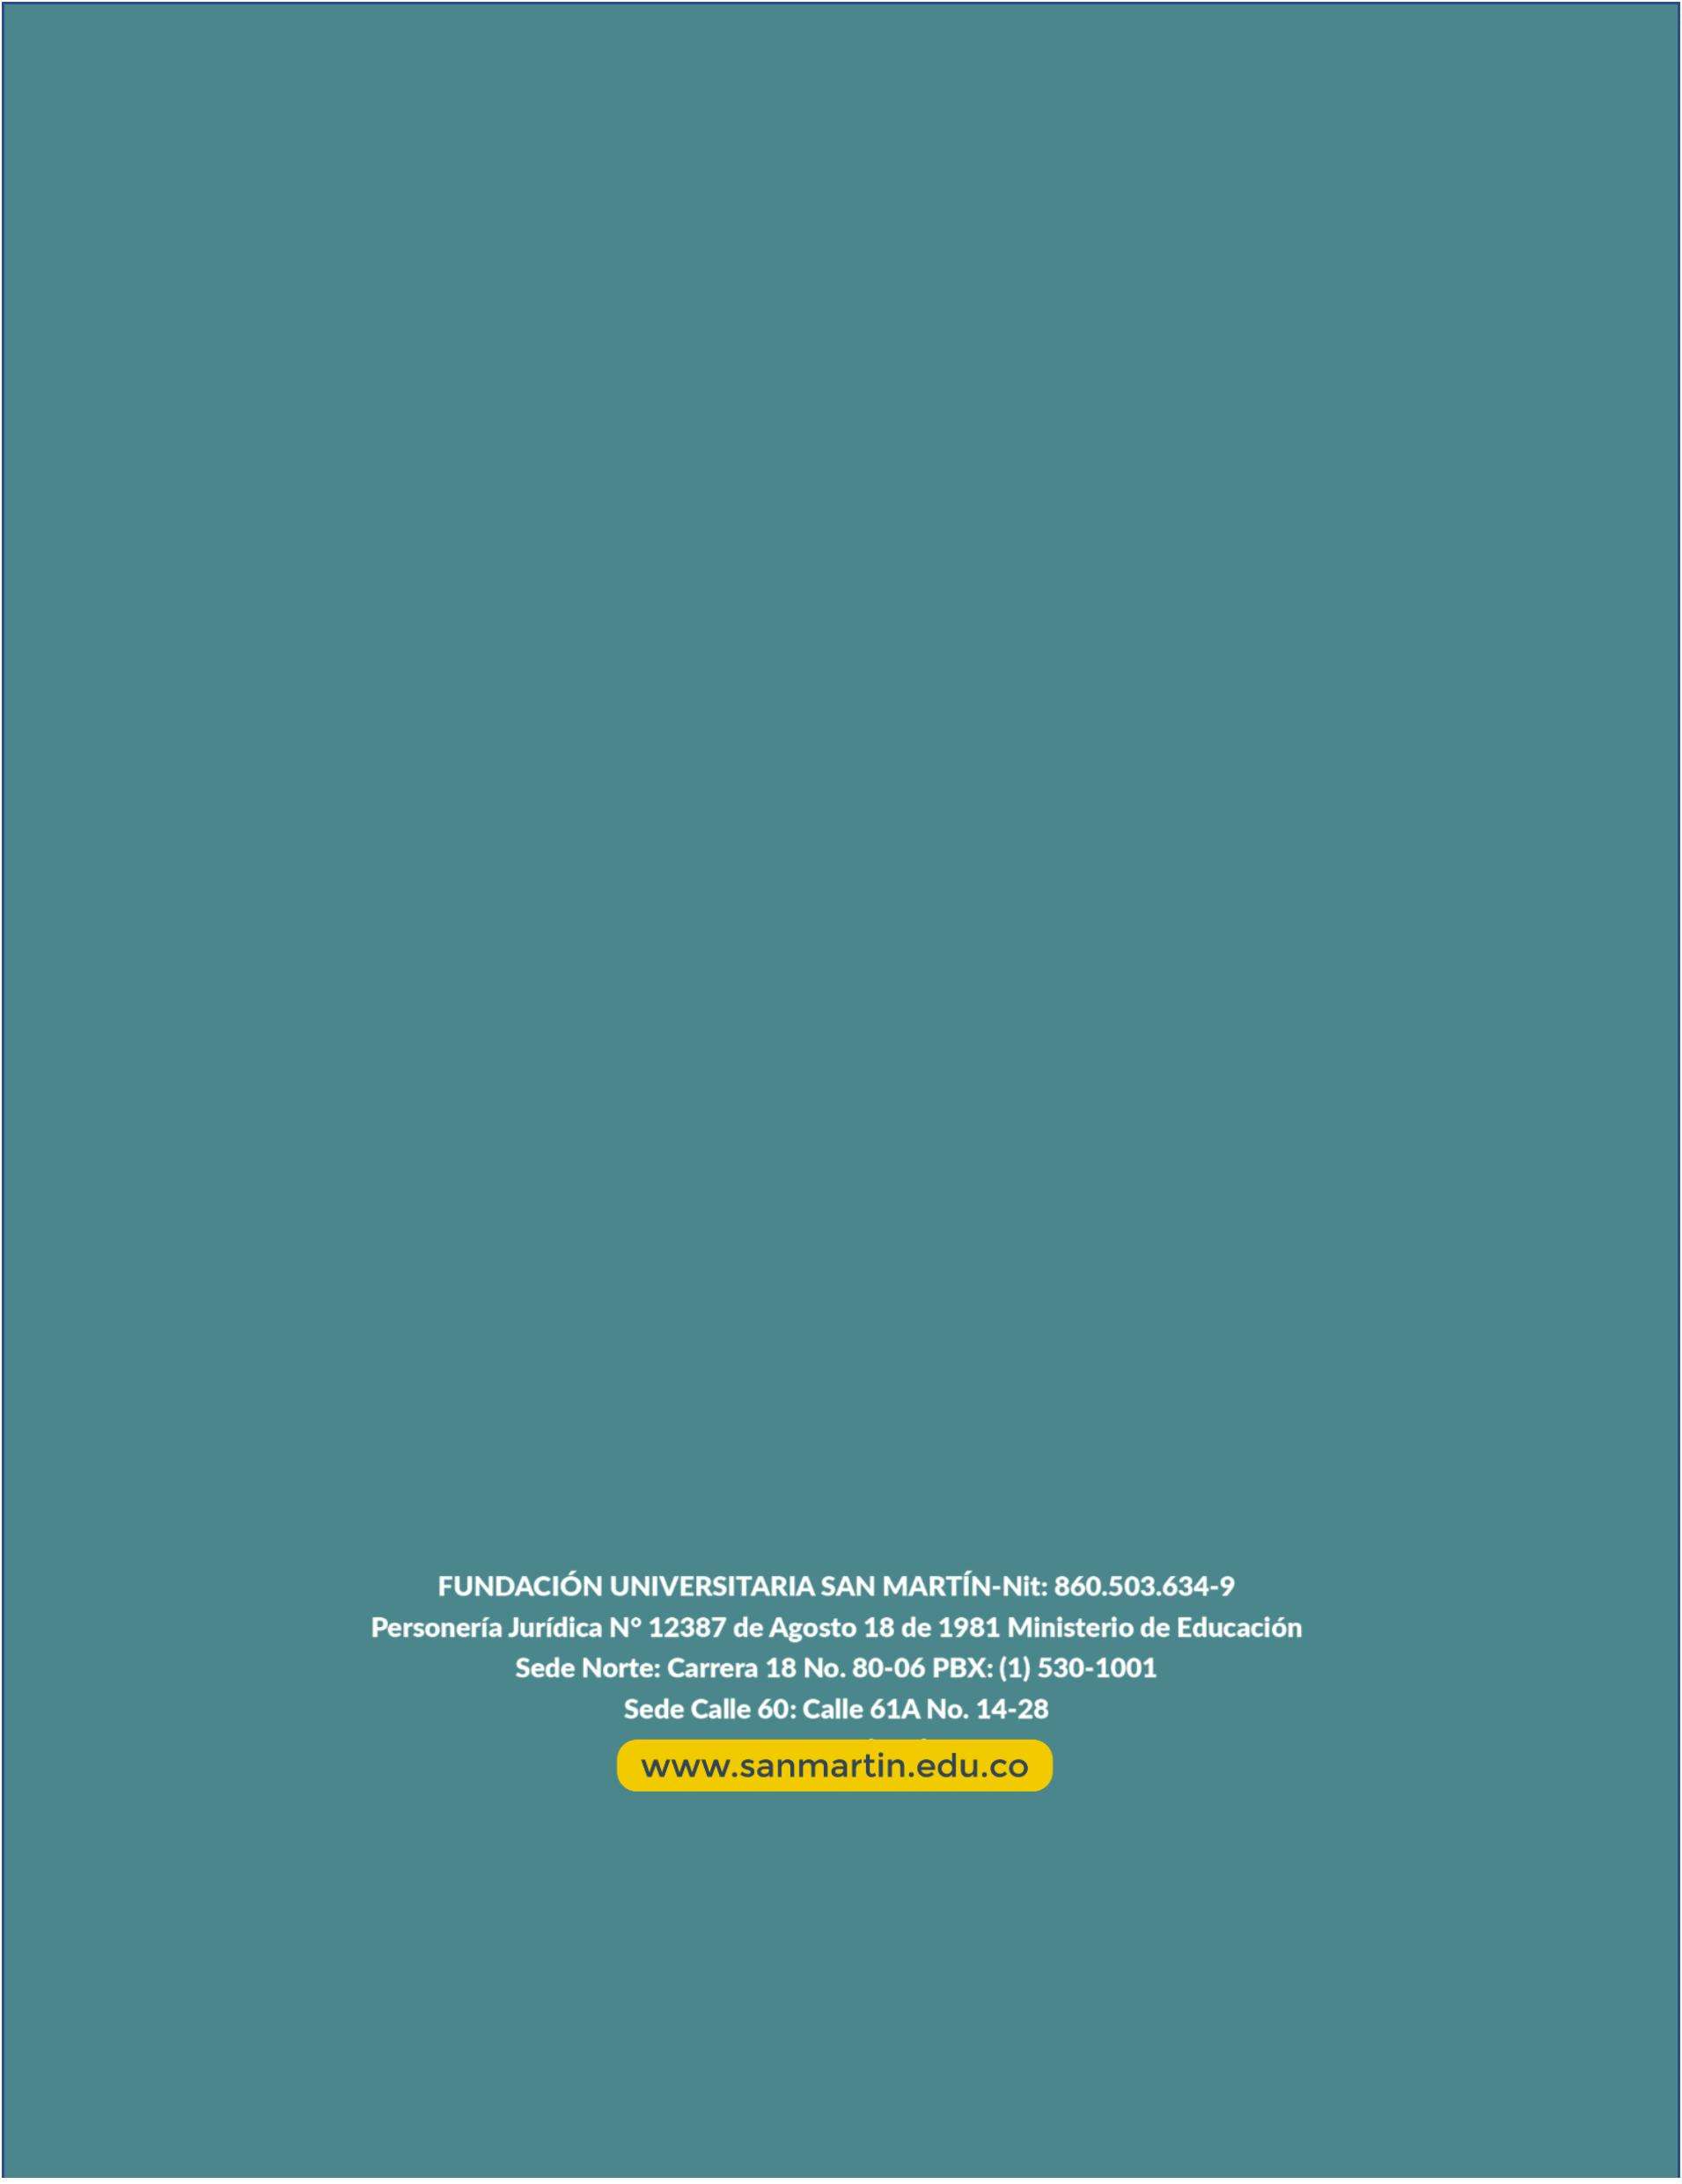 FUNDACIÓN UNIVERSITARIA SAN MARTÍN-Nit: 860.503.634-9
Personería Jurídica N° 12387 de Agosto 18 de 1981 Ministerio de Educación
Sede Norte: Carrera 18 No. 80-06 PBX: (1) 530-1001
Sede Calle 60: Calle 61A No. 14-28
www.sanmartin.edu.co